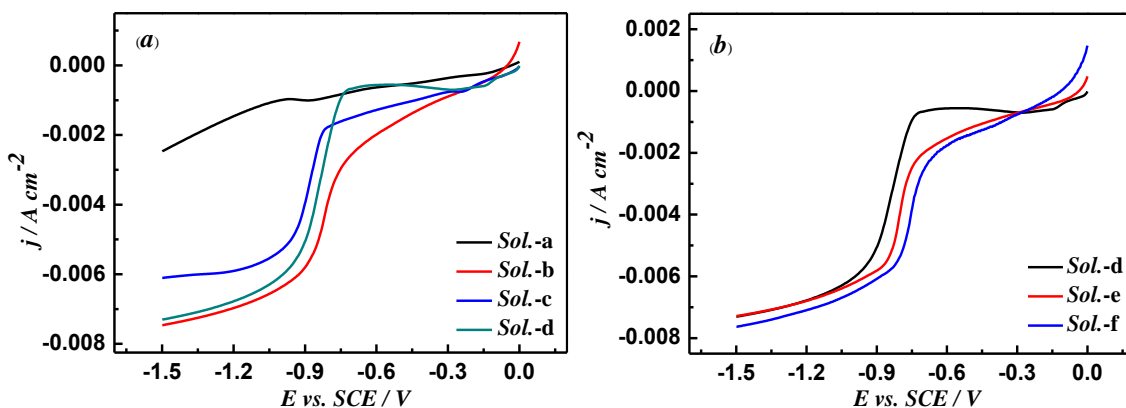 (a)
0.000
-0.002
-0.004
-0.006
-0.008
j / A cm-2
Sol.-a
Sol.-b
Sol.-c
Sol.-d
-1.5 -1.2 -0.9 -0.6 -0.3 0.0
E vs. SCE / V
(b)
0.002
0.000
-0.002
-0.004
-0.006
-0.008
j / A cm-2
Sol.-d
Sol.-e
Sol.-f
-1.5 -1.2 -0.9 -0.6 -0.3 0.0
E vs. SCE / V